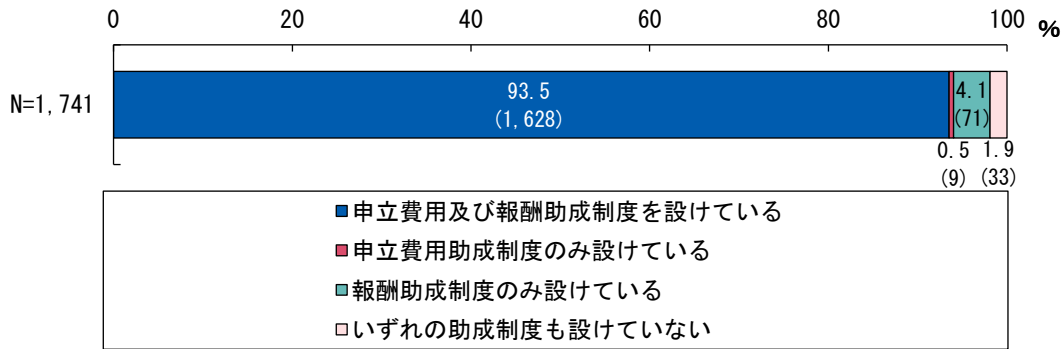 0 20 40 60 80 100 %
N=1,741
93.5
(1,628)
4.1
(71)
0.5
(9)
1.9
(33)
■申立費用及び報酬助成制度を設けている
■申立費用助成制度のみ設けている
■報酬助成制度のみ設けている
□いずれの助成制度も設けていない